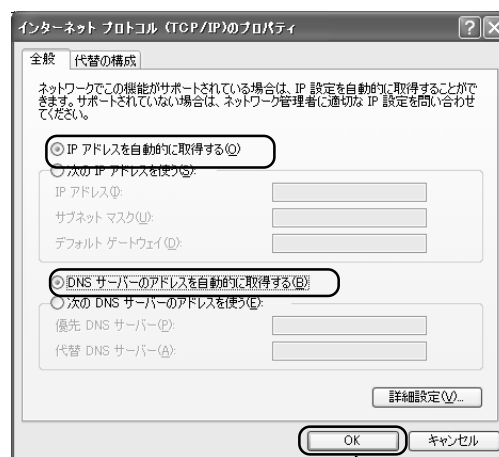 インターネット プロトコル (TCP/IP)のプロパティ
全般
代替の構成
ネットワークでこの機能がサポートされている場合は、IP 設定を自動的に取得することがで
きます。サポートされていない場合は、ネットワーク管理者に適切な IP 設定を問い合わせ
てください。
IP アドレスを自動的に取得する(O)
次の IP アドレスを使う(S):
IP アドレス(I):
サブネット マスク(U):
デフォルト ゲートウェイ(D):
DNS サーバーのアドレスを自動的に取得する(B)
次の DNS サーバーのアドレスを使う(E):
優先 DNS サーバー(P):
代替 DNS サーバー(A):
詳細設定(V)...
OK
キャンセル